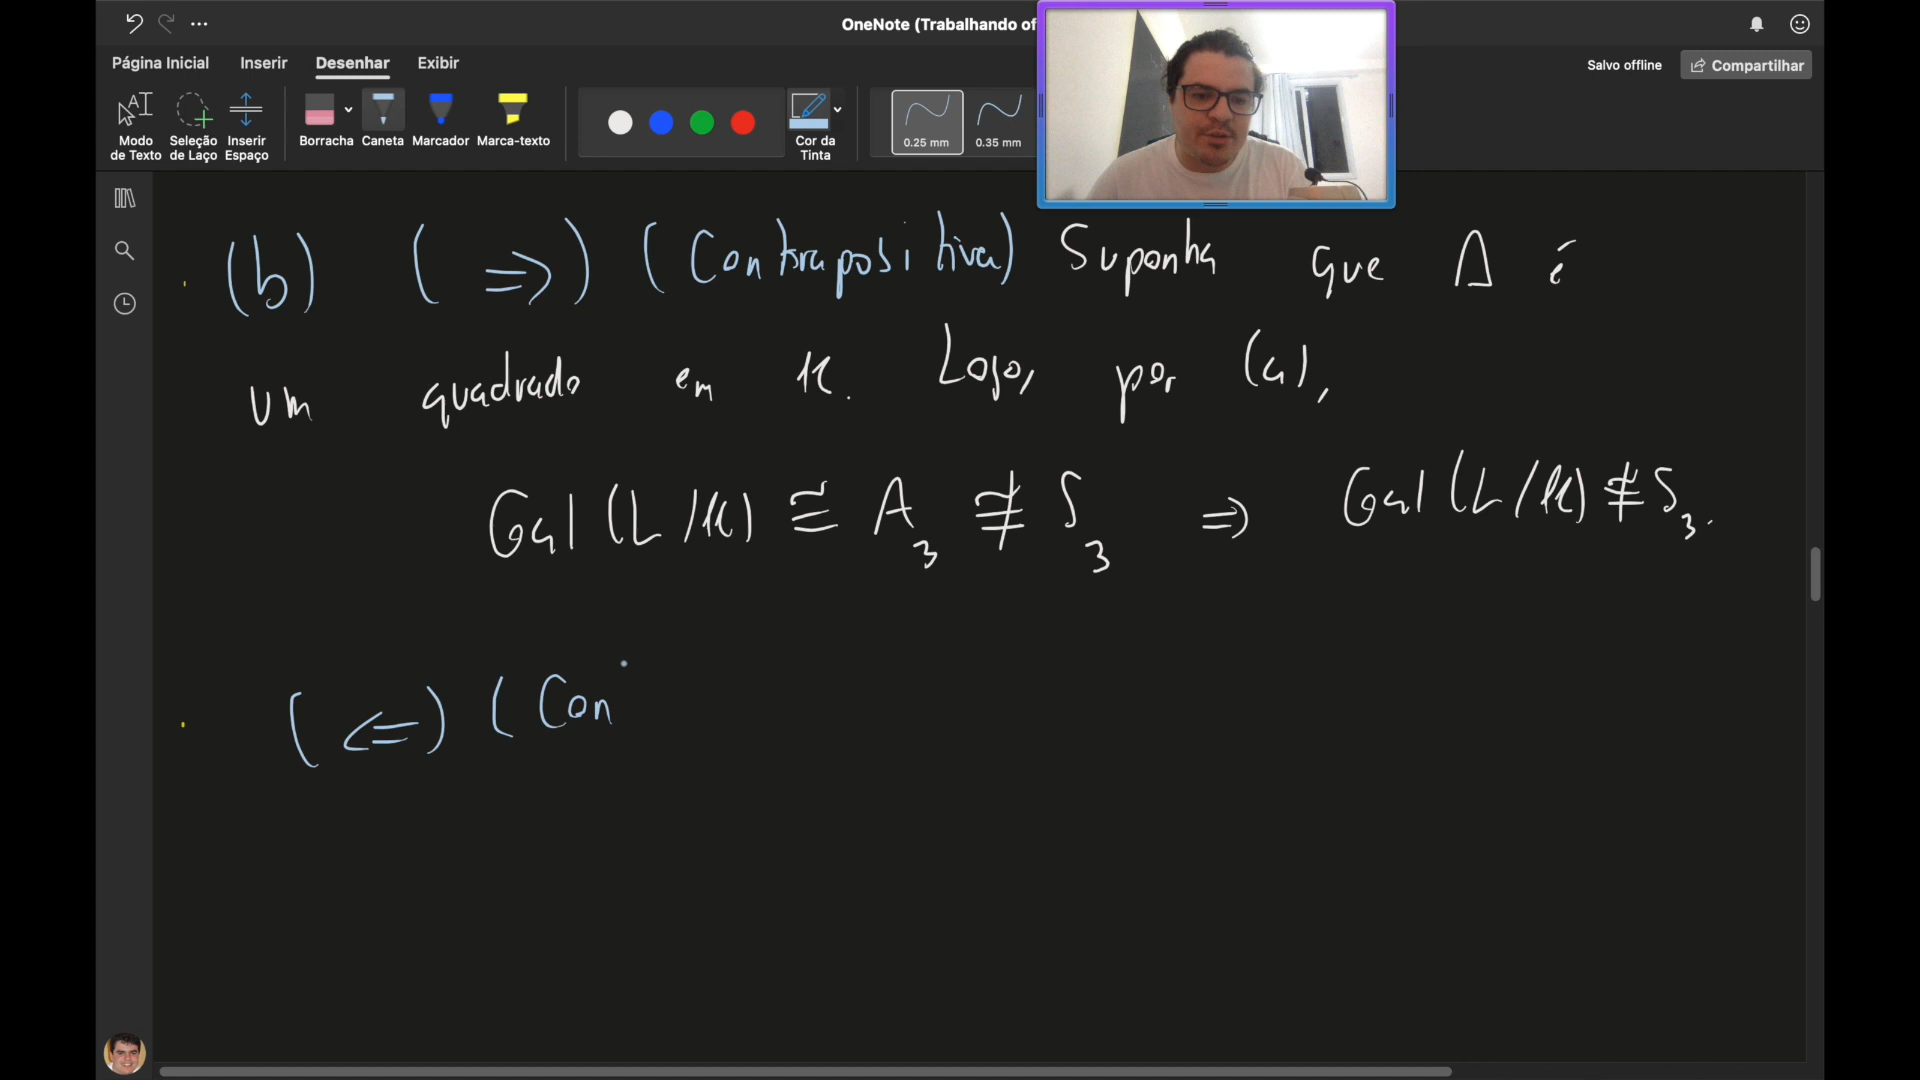 OneNote (Trabalhando of
Página Inicial Inserir Desenhar Exibir
Salvo offline Compartilhar
Modo de Texto
Seleção de Laço
Inserir Espaço
Borracha Caneta Marcador Marca-texto
Cor da Tinta
0.25 mm 0.35 mm
(b) (⇒) (Contrapositiva) Suponha que Δ é
um quadrado em K. Logo, por (a),
Gal (L/K) ≅ A₃ ≇ S₃ ⇒ Gal (L/K) ≇ S₃.
(⇐) (Con